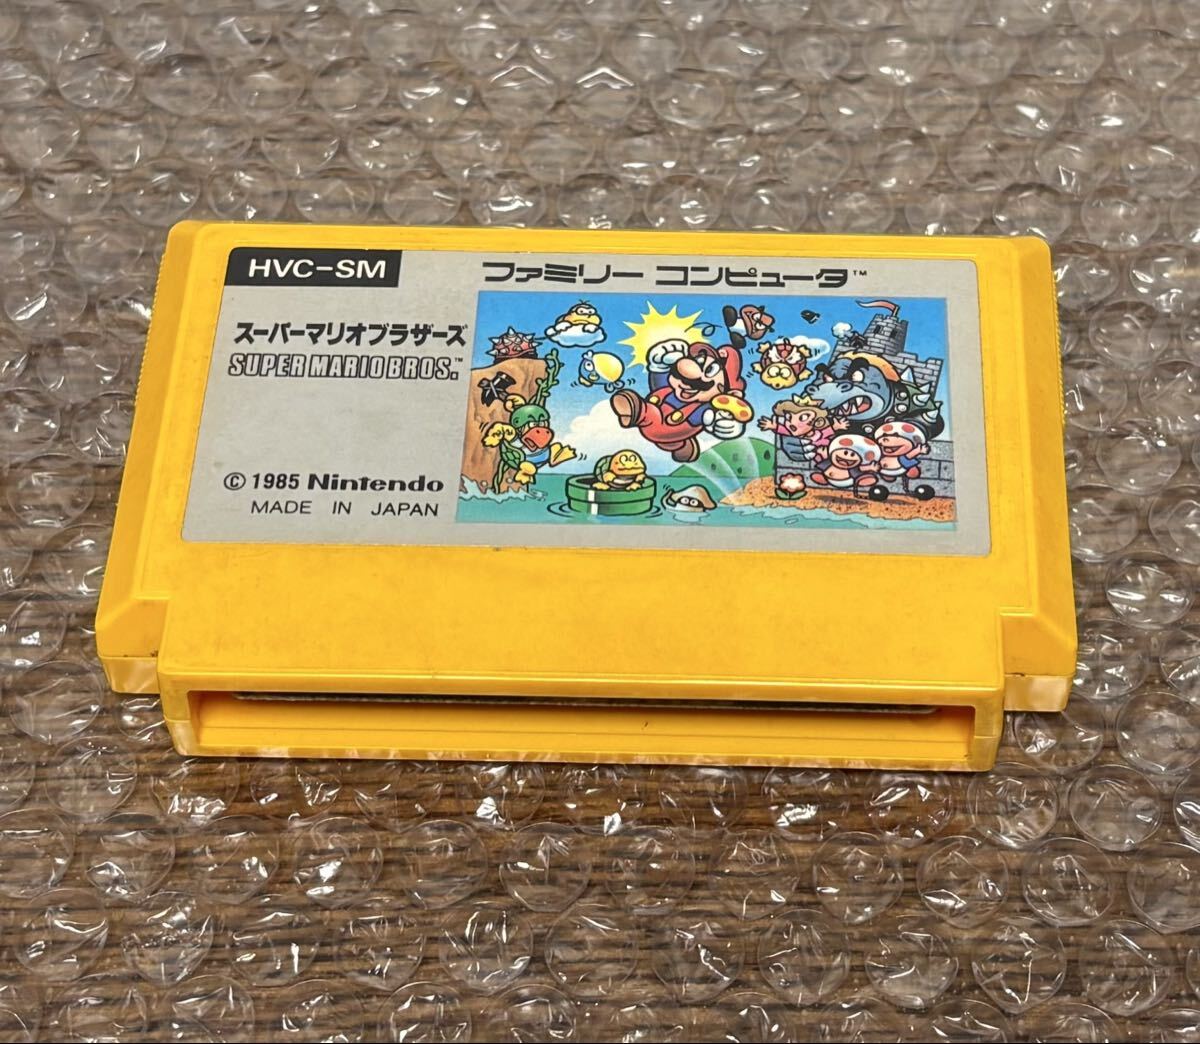 HVC-SM
ファミリー コンピュータ™
スーパーマリオブラザーズ
SUPER MARIO BROS.™
© 1985 Nintendo
MADE IN JAPAN